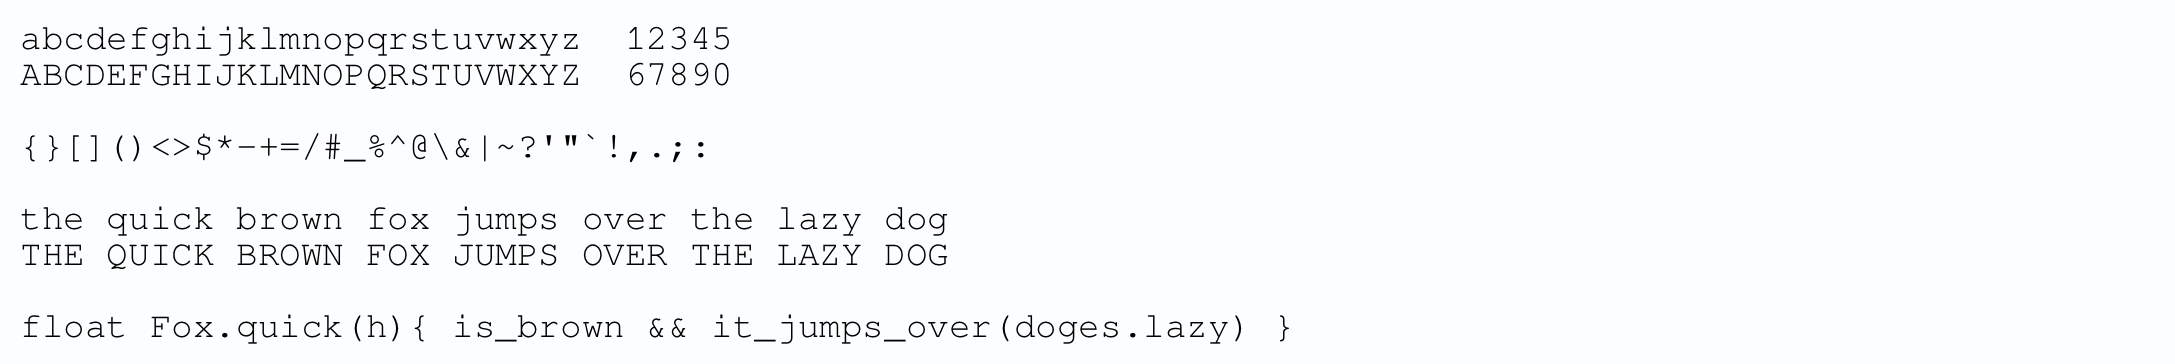 abcdefghijklmnopqrstuvwxyz  12345
ABCDEFGHIJKLMNOPQRSTUVWXYZ  67890
{}[]()<>$*-+=/#_%^@\&|~?'"`!,.;:
the quick brown fox jumps over the lazy dog
THE QUICK BROWN FOX JUMPS OVER THE LAZY DOG
float Fox.quick(h){ is_brown && it_jumps_over(doges.lazy) }